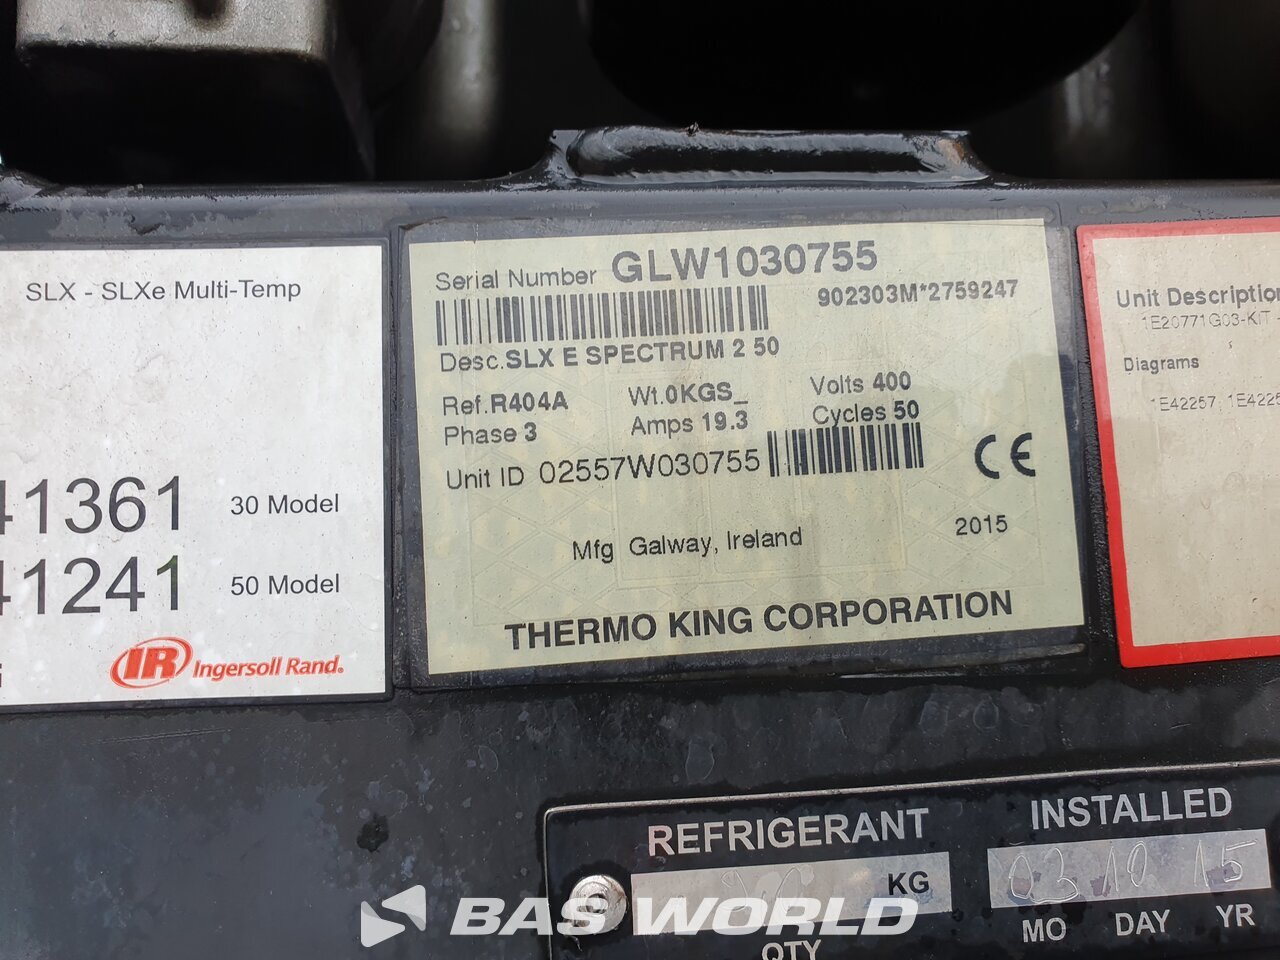 SLX - SLXe Multi-Temp
41361 30 Model
41241 50 Model
IR Ingersoll Rand.
Serial Number GLW1030755
902303M*2759247
Desc.SLX E SPECTRUM 2 50
Ref.R404A Wt.0KGS_ Volts 400
Phase 3 Amps 19.3 Cycles 50
Unit ID 02557W030755
CE
Mfg Galway, Ireland 2015
THERMO KING CORPORATION
Unit Description
1E20771G03-KIT -
Diagrams
1E42257, 1E4225
REFRIGERANT INSTALLED
KG 03 10 15
QTY MO DAY YR
BAS WORLD